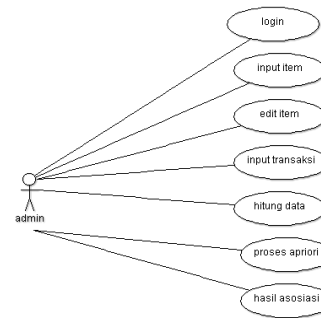 login
input item
edit item
input transaksi
admin
hitung data
proses apriori
hasil asosiasi